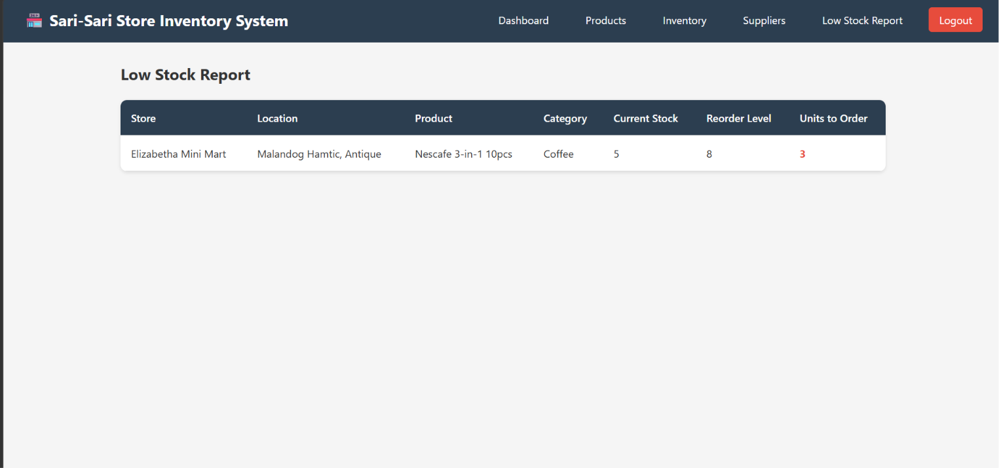 Sari-Sari Store Inventory System Dashboard Products Inventory Suppliers Low Stock Report Logout
Low Stock Report
Store Location Product Category Current Stock Reorder Level Units to Order
Elizabetha Mini Mart Malandog Hamtic, Antique Nescafe 3-in-1 10pcs Coffee 5 8 3